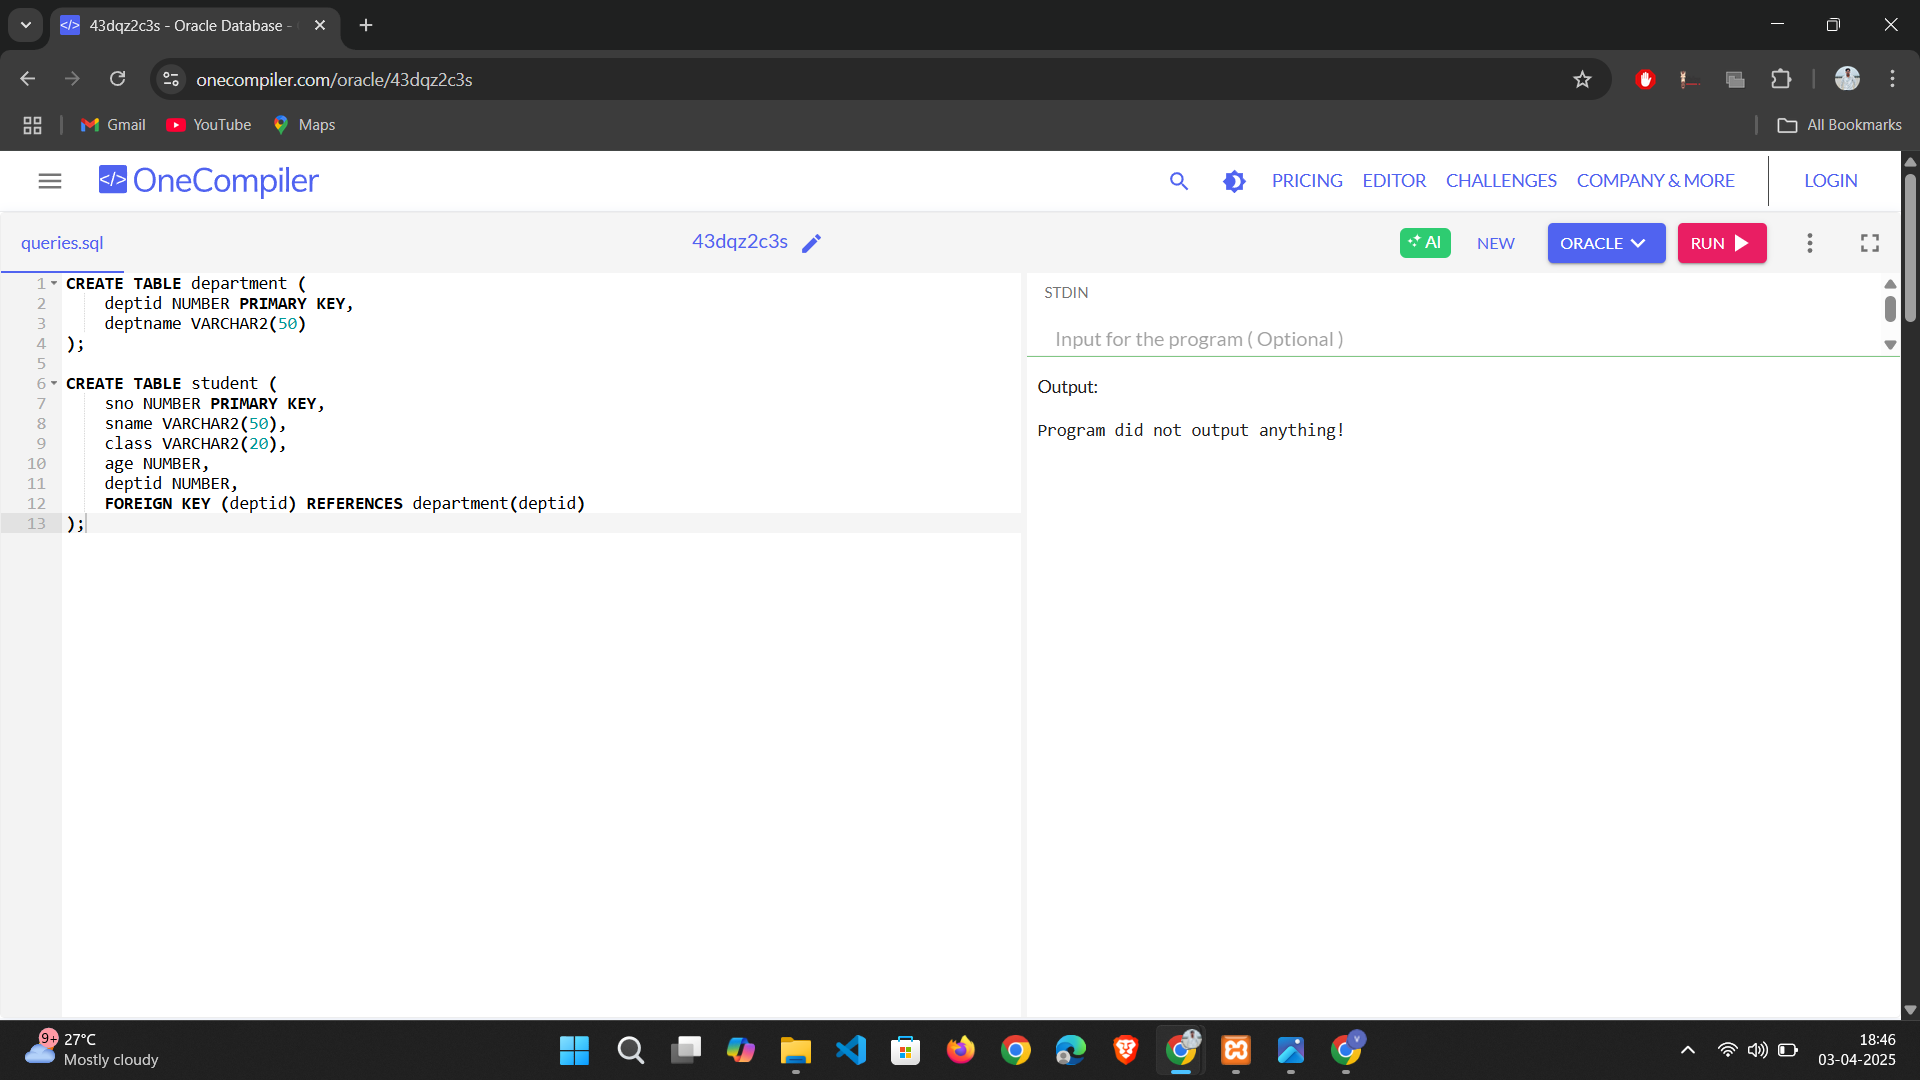 43dqz2c3s - Oracle Database -
onecompiler.com/oracle/43dqz2c3s
Gmail
YouTube
Maps
All Bookmarks
</> OneCompiler
PRICING
EDITOR
CHALLENGES
COMPANY & MORE
LOGIN
queries.sql
43dqz2c3s
AI
NEW
ORACLE
RUN
1 CREATE TABLE department (
2 deptid NUMBER PRIMARY KEY,
3 deptname VARCHAR2(50)
4 );
5
6 CREATE TABLE student (
7 sno NUMBER PRIMARY KEY,
8 sname VARCHAR2(50),
9 class VARCHAR2(20),
10 age NUMBER,
11 deptid NUMBER,
12 FOREIGN KEY (deptid) REFERENCES department(deptid)
13 );
STDIN
Input for the program ( Optional )
Output:
Program did not output anything!
9+
27°C
Mostly cloudy
V
18:46
03-04-2025